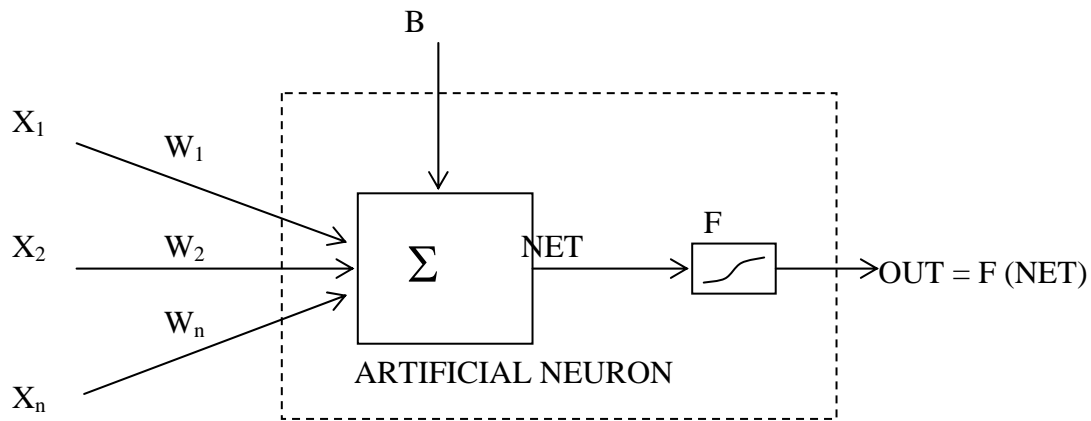 B
X₁
W₁
X₂
W₂
Σ
NET
F
OUT = F (NET)
Wₙ
ARTIFICIAL NEURON
Xₙ